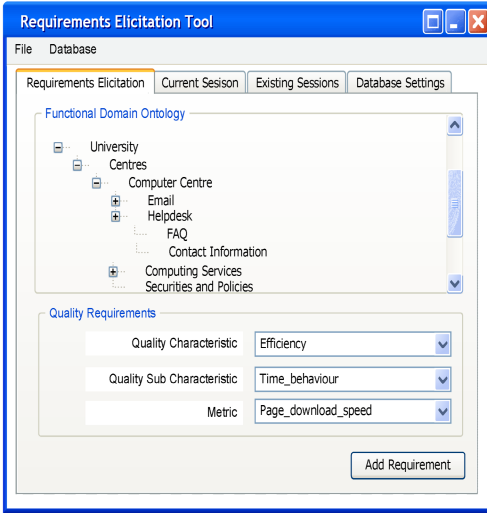 Requirements Elicitation Tool
File Database
Requirements Elicitation Current Sesison Existing Sessions Database Settings
Functional Domain Ontology
University
Centres
Computer Centre
Email
Helpdesk
FAQ
Contact Information
Computing Services
Securities and Policies
Quality Requirements
Quality Characteristic Efficiency
Quality Sub Characteristic Time_behaviour
Metric Page_download_speed
Add Requirement